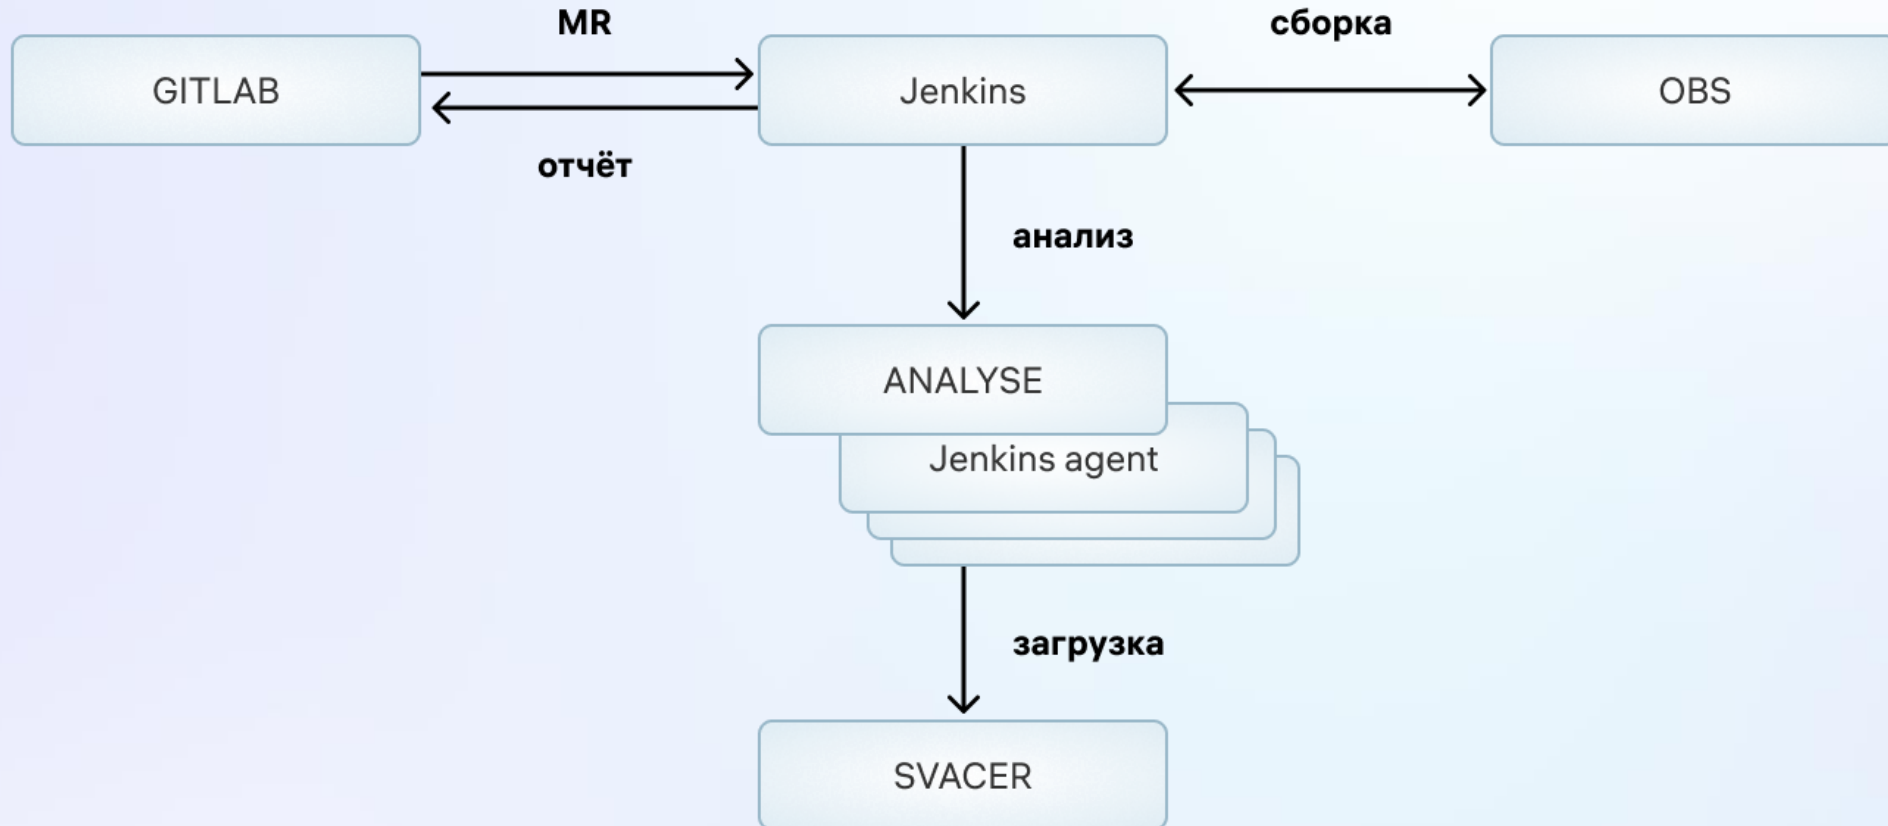 MR
сборка
GITLAB
Jenkins
OBS
отчёт
анализ
ANALYSE
Jenkins agent
загрузка
SVACER